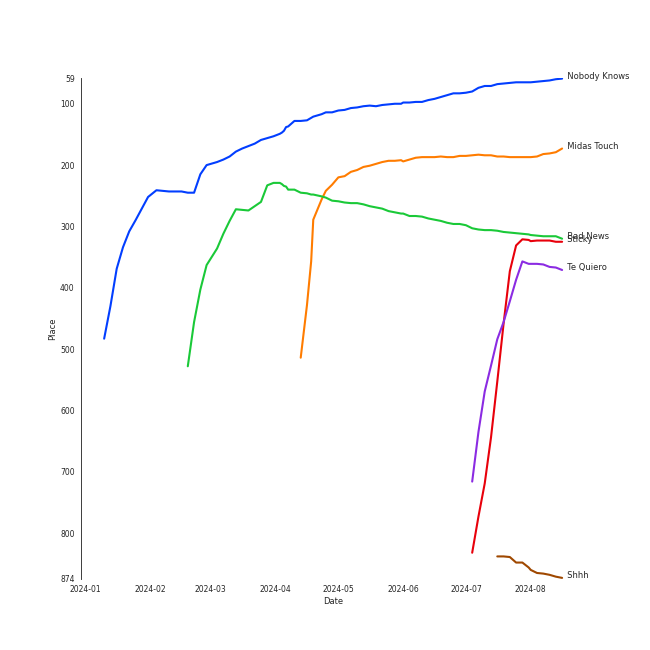 59
Nobody Knows
100
Midas Touch
200
300
Bad News
Sticky
Te Quiero
400
Place
500
600
700
800
874
Shhh
2024-01 2024-02 2024-03 2024-04 2024-05 2024-06 2024-07 2024-08
Date